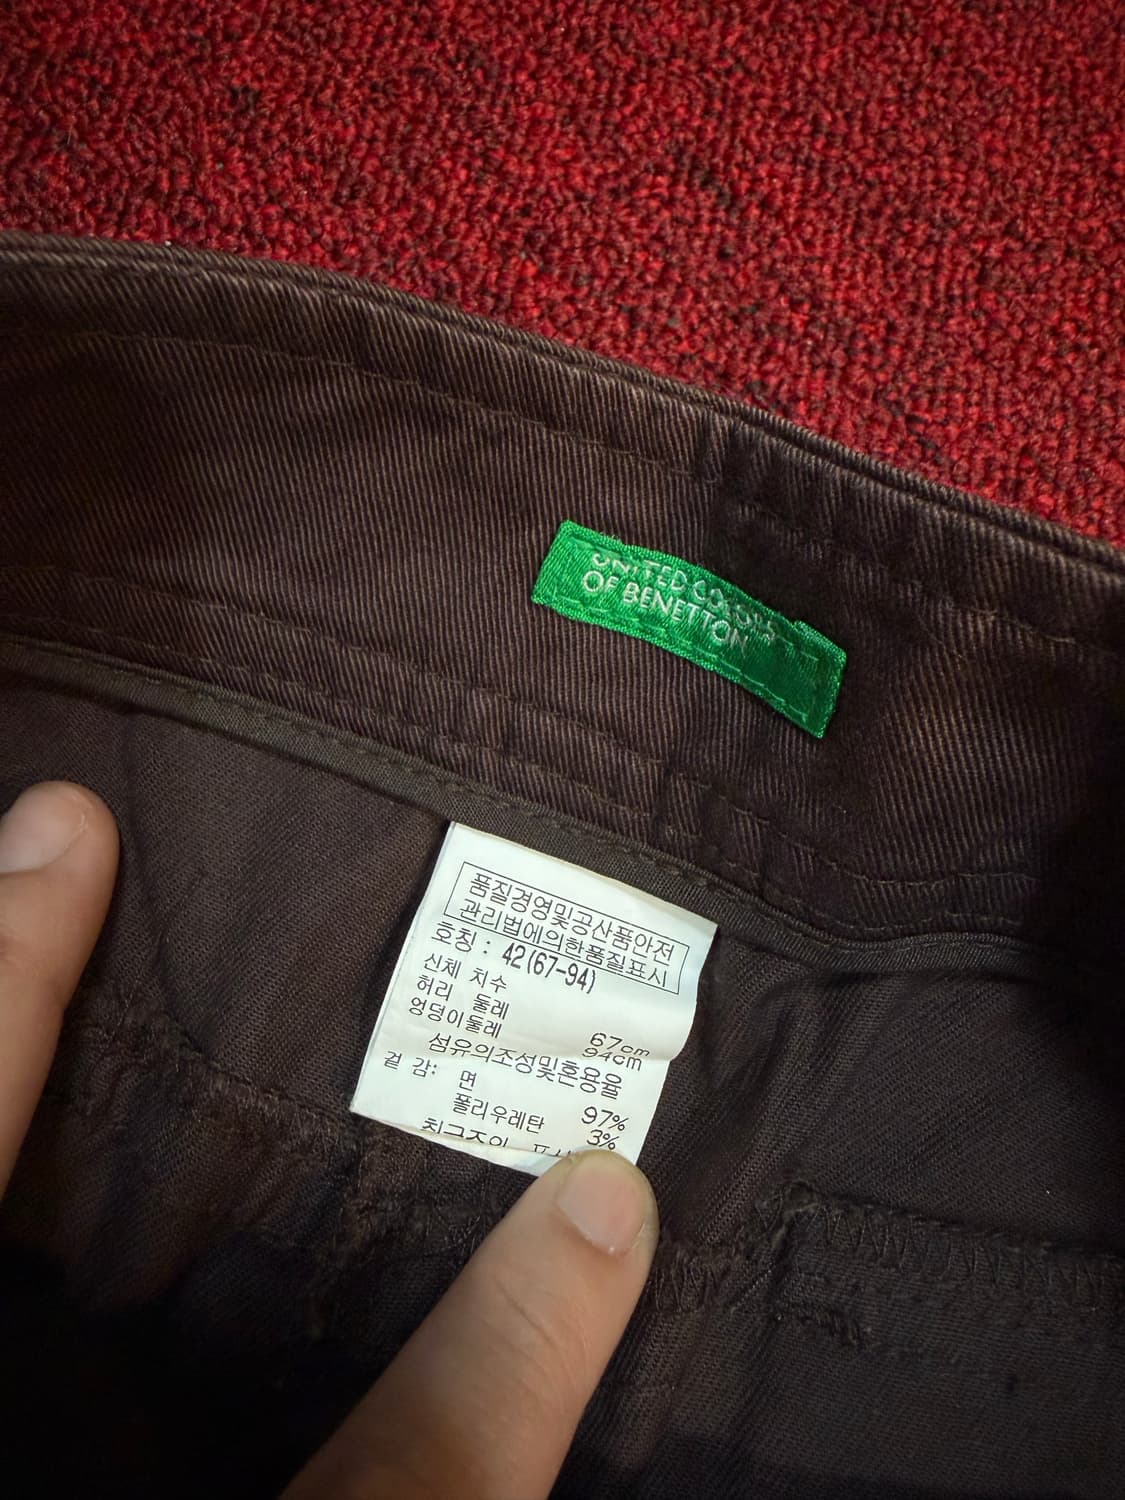 UNITED COLORS
OF BENETTON
품질경영및공산품안전
관리법에의한품질표시
호칭 : 42(67-94)
신체 치수
허리 둘레 67cm
엉덩이둘레 94cm
섬유의조성및혼용율
겉 감: 면 97%
폴리우레탄 3%